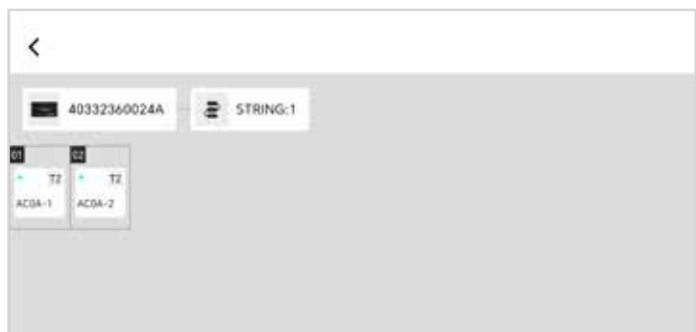 40332360024A STRING:1
01 02
T2 T2
AC0A-1 AC0A-2